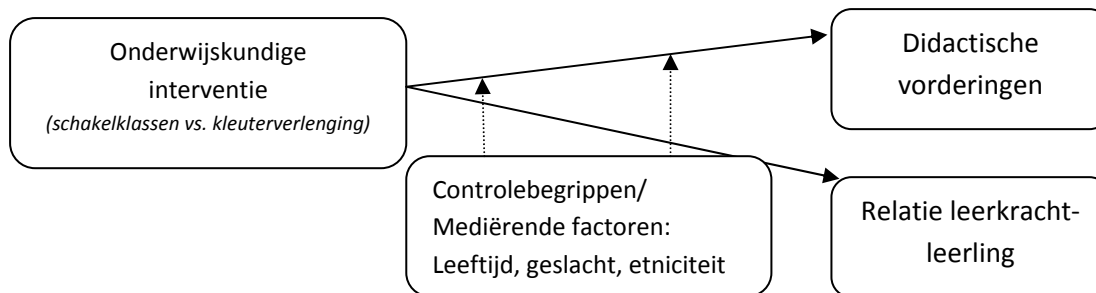 Onderwijskundige
interventie
(schakelklassen vs. kleuterverlenging)
Didactische
vorderingen
Controlebegrippen/
Mediërende factoren:
Leeftijd, geslacht, etniciteit
Relatie leerkracht-
leerling